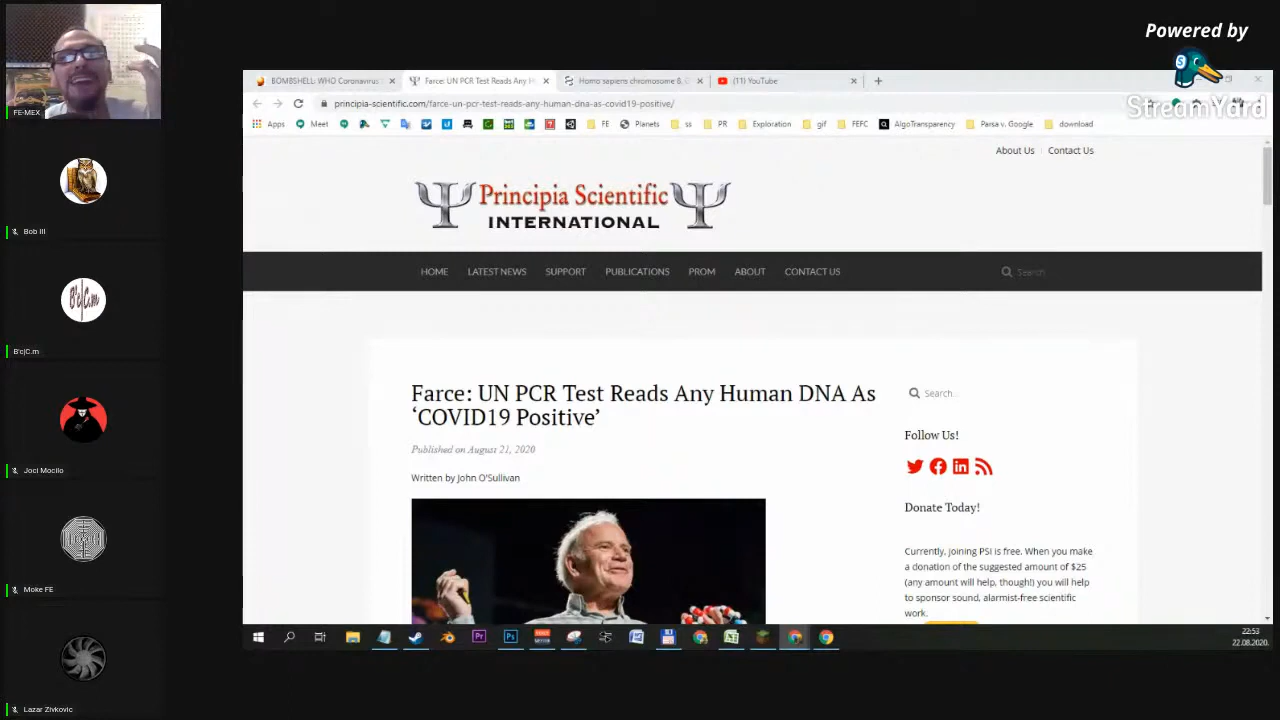 Powered by
StreamYard
FE-MEX
Bob III
B'c|C.m
B'c|C.m
Joci Mocilo
Moke FE
Lazar Zivkovic
BOMBSHELL: WHO Coronavirus
Farce: UN PCR Test Reads Any H
Homo sapiens chromosome 8, G
(11) YouTube
principia-scientific.com/farce-un-pcr-test-reads-any-human-dna-as-covid19-positive/
Apps
Meet
FE
Planets
ss
PR
Exploration
gif
FEFC
AlgoTransparency
Parsa v. Google
download
About Us
Contact Us
Principia Scientific
INTERNATIONAL
HOME
LATEST NEWS
SUPPORT
PUBLICATIONS
PROM
ABOUT
CONTACT US
Search
Farce: UN PCR Test Reads Any Human DNA As
‘COVID19 Positive’
Published on August 21, 2020
Written by John O'Sullivan
Search...
Follow Us!
Donate Today!
Currently, joining PSI is free. When you make
a donation of the suggested amount of $25
(any amount will help, though!) you will help
to sponsor sound, alarmist-free scientific
work.
22:53
22.08.2020.